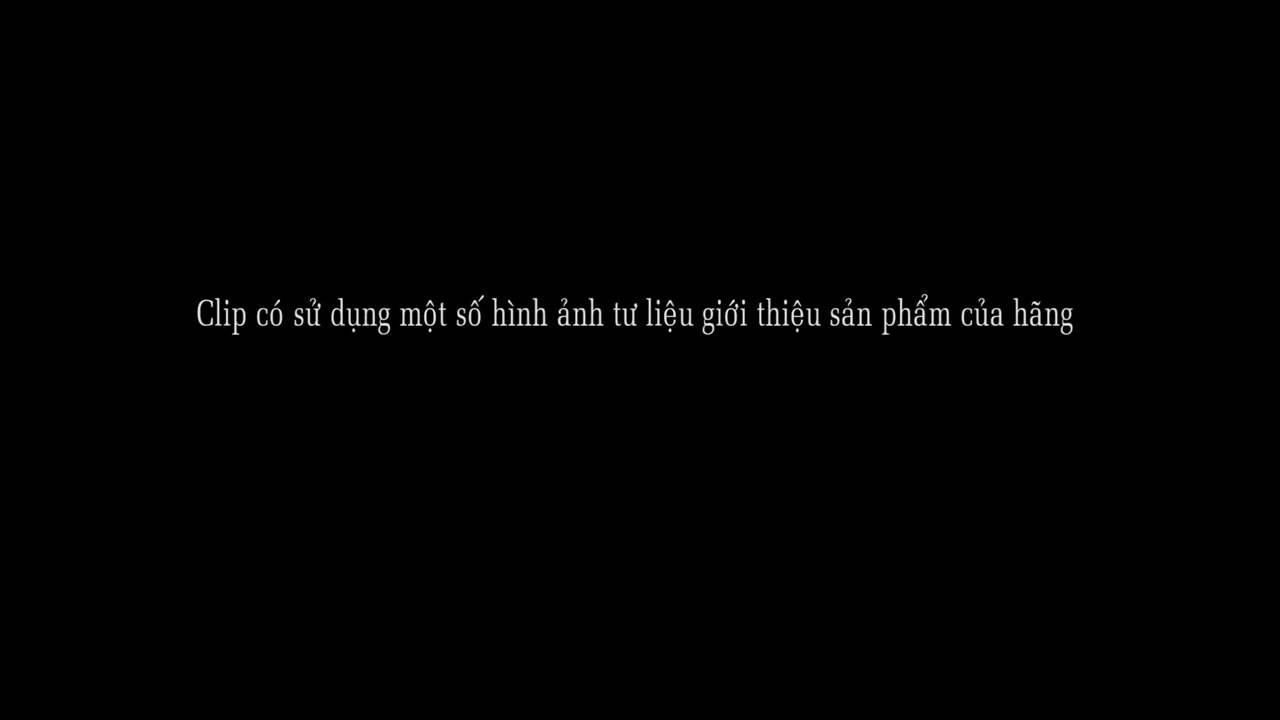 Clip có sử dụng một số hình ảnh tư liệu giới thiệu sản phẩm của hãng